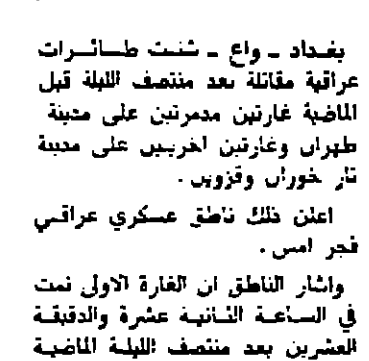 بغداد ـ واع ـ شنت طائرات
عراقية مقاتلة بعد منتصف الليلة قبل
الماضية غارتين مدمرتين على مدينة
طهران وغارتين اخريين على مدينة
تار خوران وقزوين .
اعلن ذلك ناطق عسكري عراقي
فجر امس .
واشار الناطق ان الغارة الاولى تمت
في الساعة الثانية عشرة والدقيقة
العشرين بعد منتصف الليلة الماضية